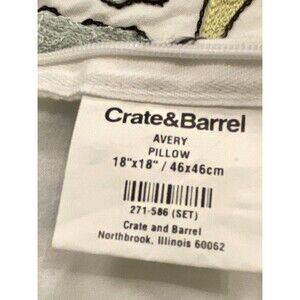 Crate&Barrel
AVERY
PILLOW
18"x18" / 46x46cm
271-586 (SET)
Crate and Barrel
Northbrook, Illinois 60062